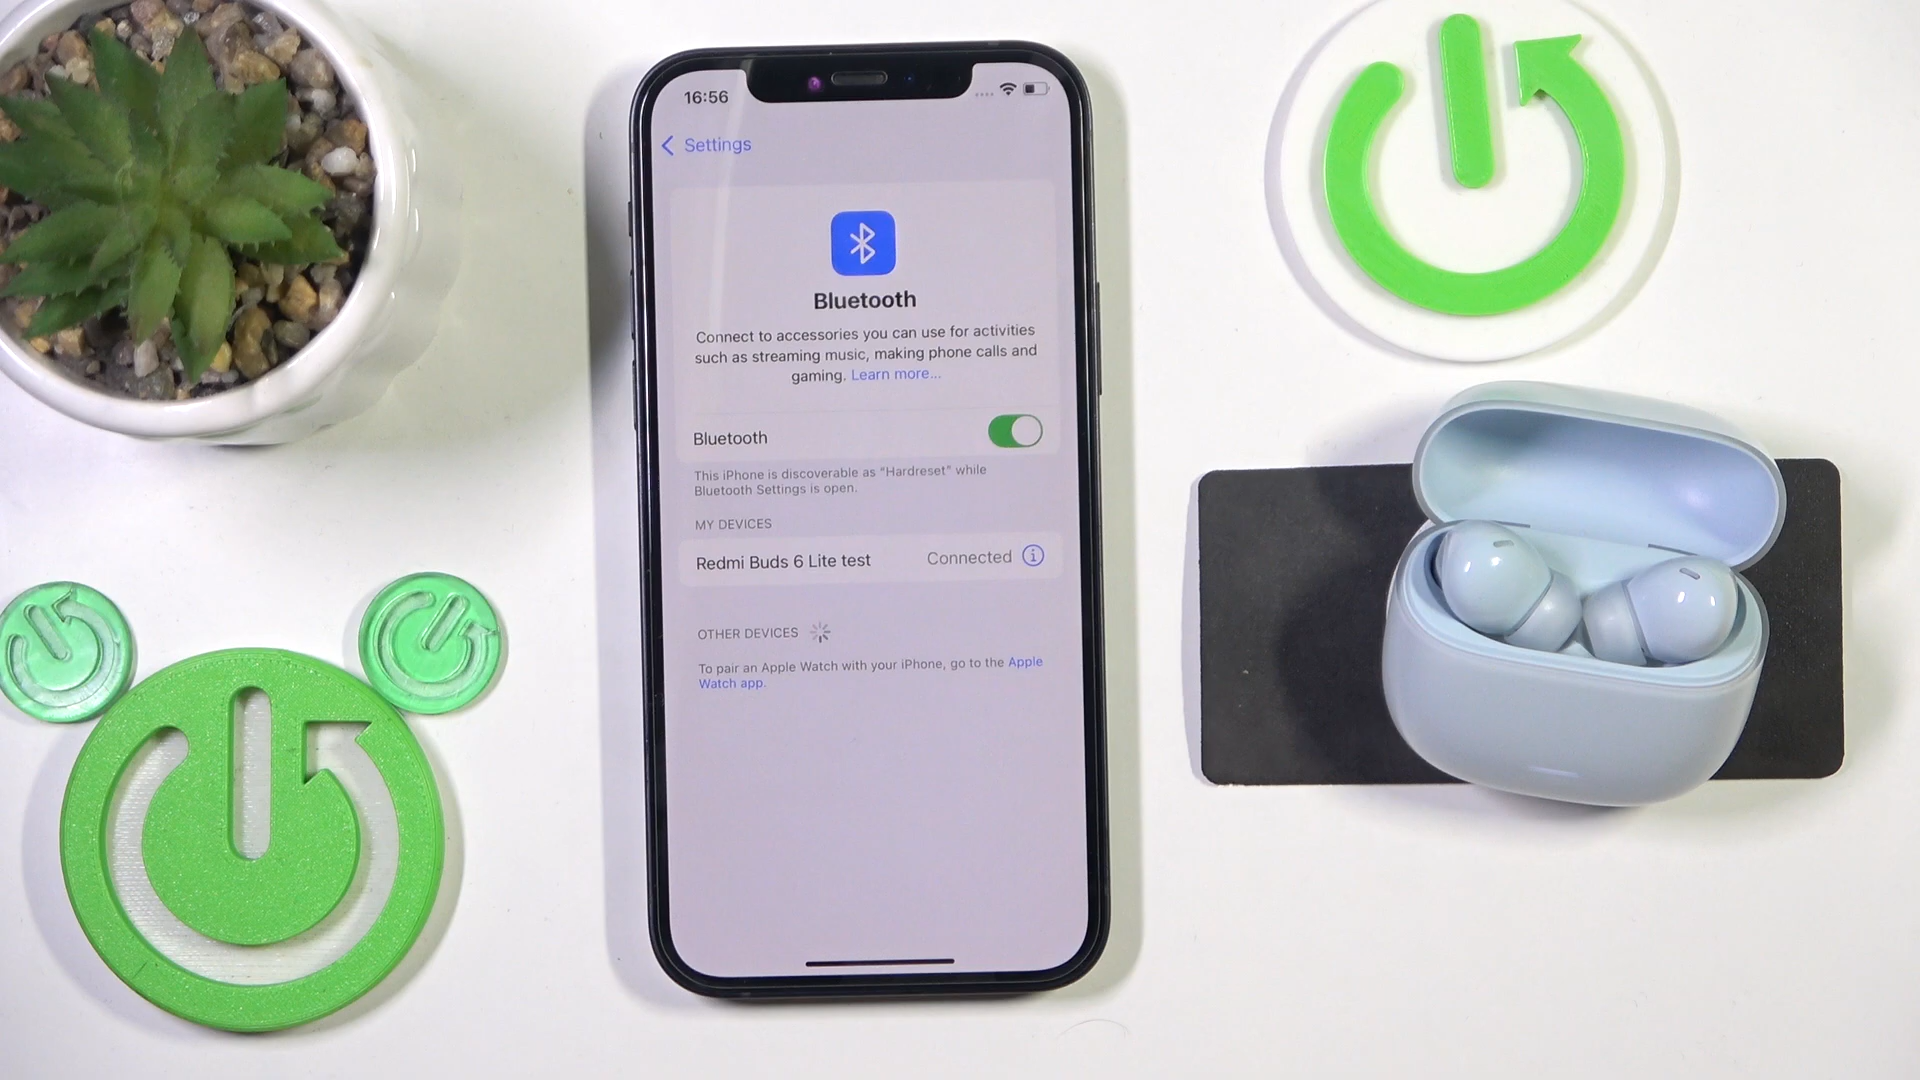 16:56
Settings
Bluetooth
Connect to accessories you can use for activities
such as streaming music, making phone calls and
gaming. Learn more...
Bluetooth
This iPhone is discoverable as “Hardreset” while
Bluetooth Settings is open.
MY DEVICES
Redmi Buds 6 Lite test Connected
OTHER DEVICES
To pair an Apple Watch with your iPhone, go to the Apple
Watch app.